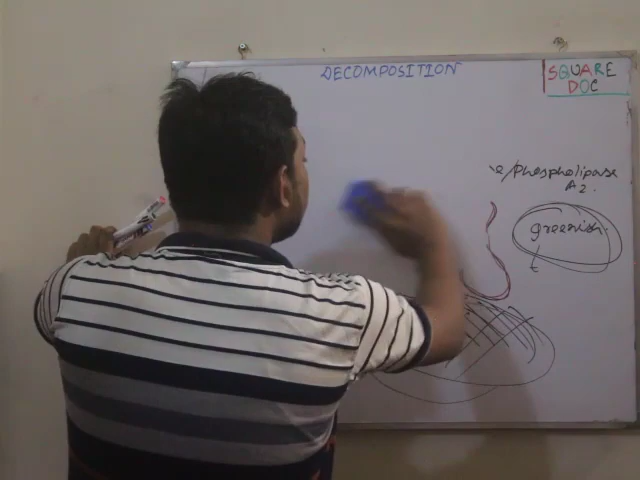 DECOMPOSITION
SQUARE
DOC
e/phospholipase
A2.
greenish.